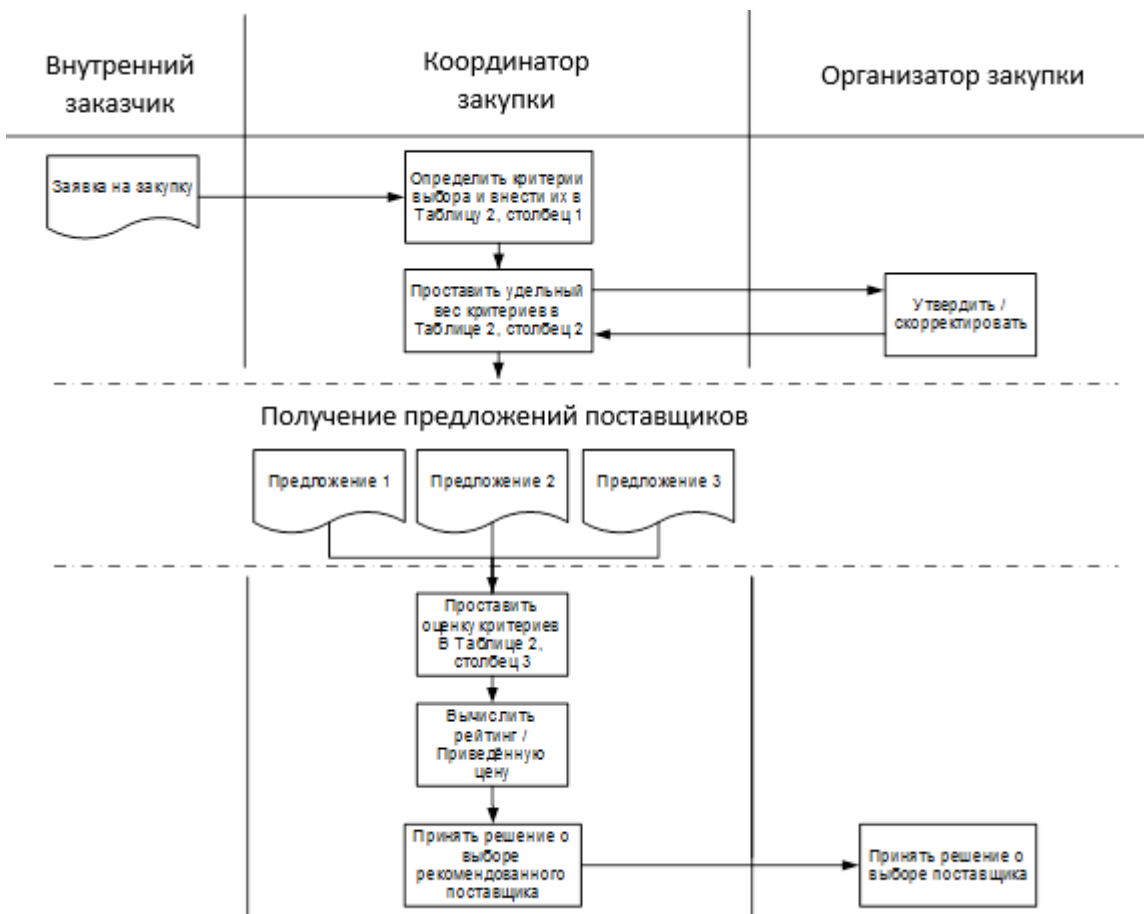 Внутренний
заказчик
Координатор
закупки
Организатор закупки
Заявка на закупку
Определить критерии
выбора и внести их в
Таблицу 2, столбец 1
Проставить удельный
вес критериев в
Таблице 2, столбец 2
Утвердить /
скорректировать
Получение предложений поставщиков
Предложение 1
Предложение 2
Предложение 3
Проставить
оценку критериев
В Таблице 2,
столбец 3
Вычислить
рейтинг /
Приведённую
цену
Принять решение о
выборе
рекомендованного
поставщика
Принять решение о
выборе поставщика